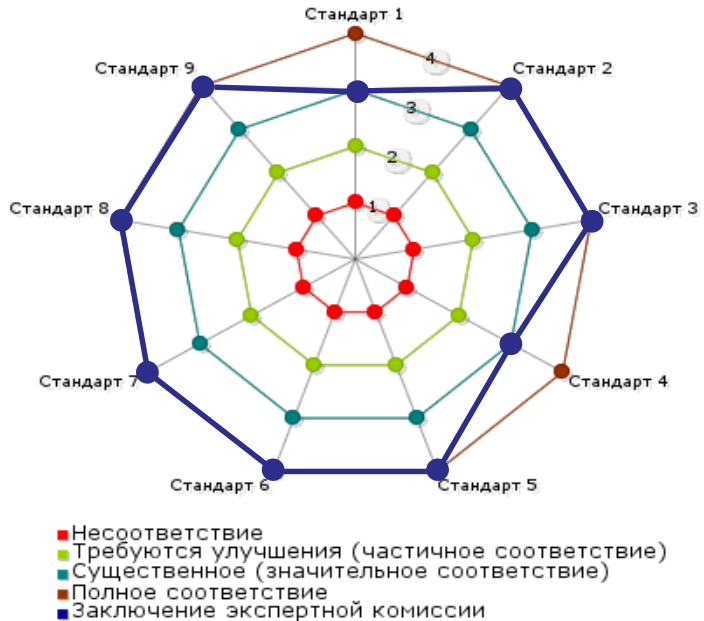 Стандарт 1
Стандарт 9
4
Стандарт 2
3
2
Стандарт 8
1
Стандарт 3
Стандарт 7
Стандарт 4
Стандарт 6
Стандарт 5
Несоответствие
Требуются улучшения (частичное соответствие)
Существенное (значительное соответствие)
Полное соответствие
Заключение экспертной комиссии